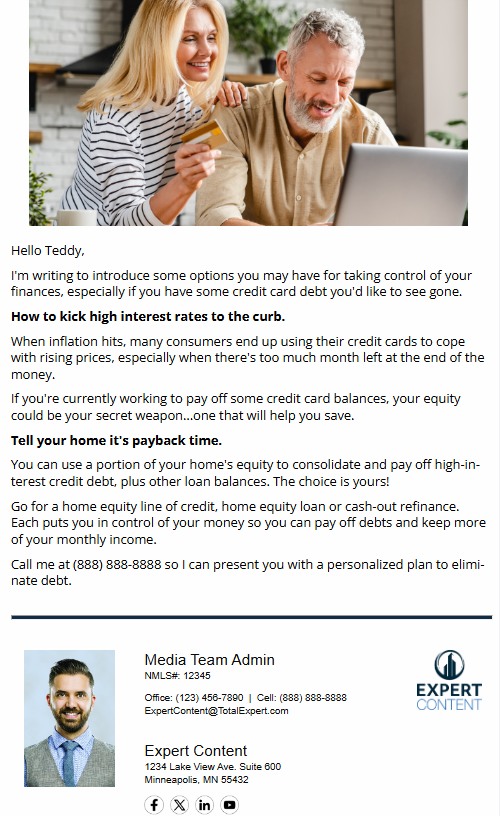 Hello Teddy,
I'm writing to introduce some options you may have for taking control of your
finances, especially if you have some credit card debt you'd like to see gone.
How to kick high interest rates to the curb.
When inflation hits, many consumers end up using their credit cards to cope
with rising prices, especially when there's too much month left at the end of the
money.
If you're currently working to pay off some credit card balances, your equity
could be your secret weapon...one that will help you save.
Tell your home it's payback time.
You can use a portion of your home's equity to consolidate and pay off high-in-
terest credit debt, plus other loan balances. The choice is yours!
Go for a home equity line of credit, home equity loan or cash-out refinance.
Each puts you in control of your money so you can pay off debts and keep more
of your monthly income.
Call me at (888) 888-8888 so I can present you with a personalized plan to elimi-
nate debt.
Media Team Admin
NMLS#: 12345
Office: (123) 456-7890 | Cell: (888) 888-8888
ExpertContent@TotalExpert.com
EXPERT
CONTENT
Expert Content
1234 Lake View Ave. Suite 600
Minneapolis, MN 55432